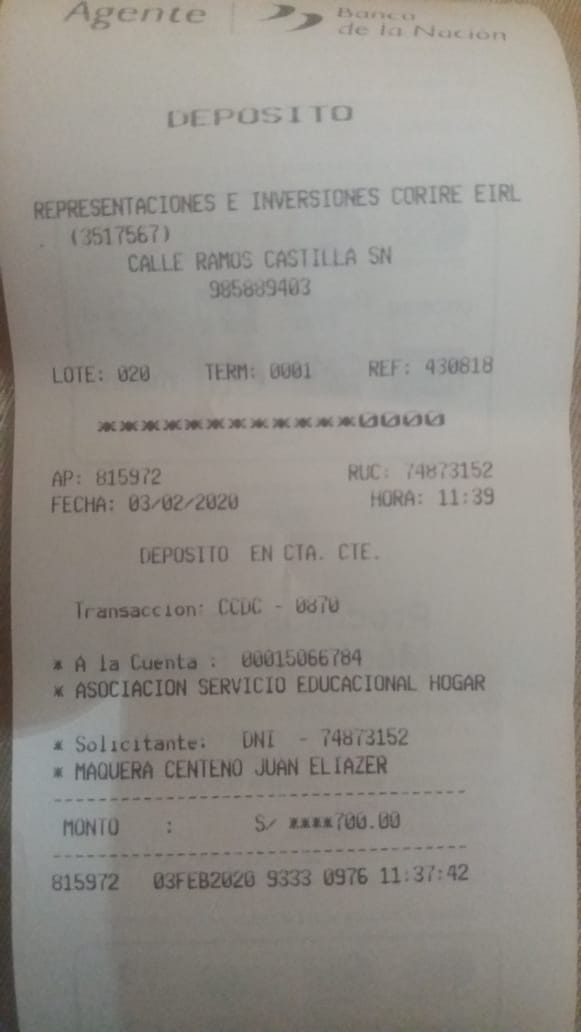 Agente | Banco
de la Nación
DEPOSITO
REPRESENTACIONES E INVERSIONES CORIRE EIRL
(3517567)
CALLE RAMOS CASTILLA SN
985889403
LOTE: 020 TERM: 0001 REF: 430818
************0000
AP: 815972 RUC: 74873152
FECHA: 03/02/2020 HORA: 11:39
DEPOSITO EN CTA. CTE.
Transaccion: CCDC - 0870
* A la Cuenta : 00015066784
* ASOCIACION SERVICIO EDUCACIONAL HOGAR
* Solicitante: DNI - 74873152
* MAQUERA CENTENO JUAN ELIAZER
---------------------------------------
MONTO : S/ ****700.00
---------------------------------------
815972 03FEB2020 9333 0976 11:37:42